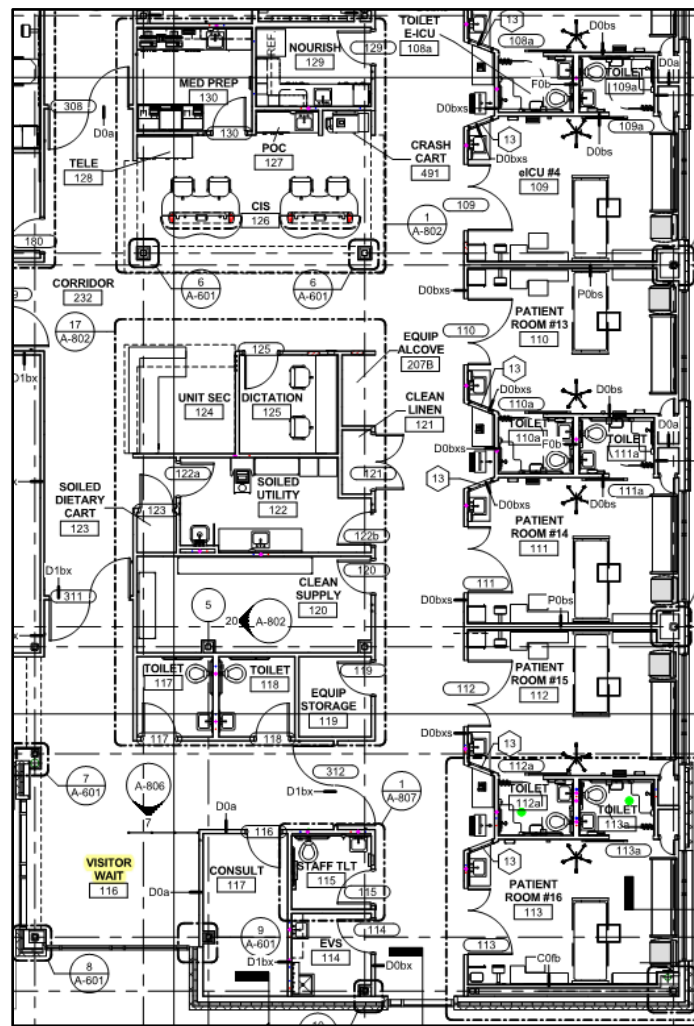 TOILET
E-ICU
108a
13
108a
D0bs
NOURISH
129
129
REF.
MED PREP
130
130
308
D0a
TELE
128
POC
127
D0bxs
F0b
TOILET
109a
D0a
109a
D0bs
13
D0bxs
CRASH
CART
491
eICU #4
109
109
CIS
126
1
A-802
180
6
A-601
6
A-601
CORRIDOR
232
17
A-802
D0bxs
P0bs
PATIENT
ROOM #13
110
110
EQUIP
ALCOVE
207B
125
UNIT SEC
124
DICTATION
125
D1bx
CLEAN
LINEN
121
13
D0bxs
D0bs
110a
TOILET
110a
F0b
TOILET
111a
D0a
D0bxs
13
111a
D0bs
D0bxs
122a
121
SOILED
UTILITY
122
SOILED
DIETARY
CART
123
123
122b
PATIENT
ROOM #14
111
111
D1bx
311
CLEAN
SUPPLY
120
120
5
20
A-802
D0bxs
P0bs
TOILET
117
TOILET
118
119
EQUIP
STORAGE
119
PATIENT
ROOM #15
112
112
117
118
D0bxs
13
D0bs
7
A-601
A-806
7
312
D1bx
1
A-807
112a
TOILET
112a
TOILET
113a
D0a
116
113a
VISITOR
WAIT
116
CONSULT
117
STAFF TLT
115
115
13
D0a
PATIENT
ROOM #16
113
113
9
A-601
D1bx
EVS
114
114
D0bx
C0fb
8
A-601